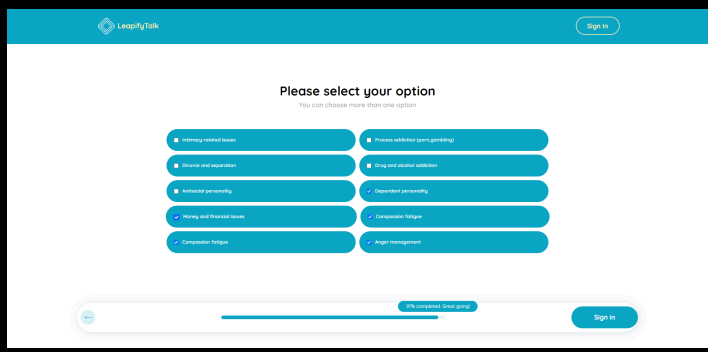 LeapifyTalk
Sign In
Please select your option
You can choose more than one option
Intimacy-related issues
Process addiction (porn,gambling)
Divorce and separation
Drug and alcohol addiction
Antisocial personality
Dependent personality
Money and financial issues
Compassion fatigue
Compassion fatigue
Anger management
97% completed. Great going!
Sign in